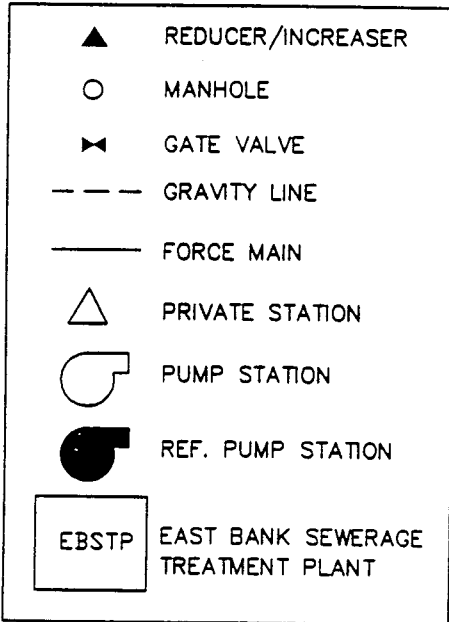 REDUCER/INCREASER
MANHOLE
GATE VALVE
GRAVITY LINE
FORCE MAIN
PRIVATE STATION
PUMP STATION
REF. PUMP STATION
EBSTP EAST BANK SEWERAGE
TREATMENT PLANT